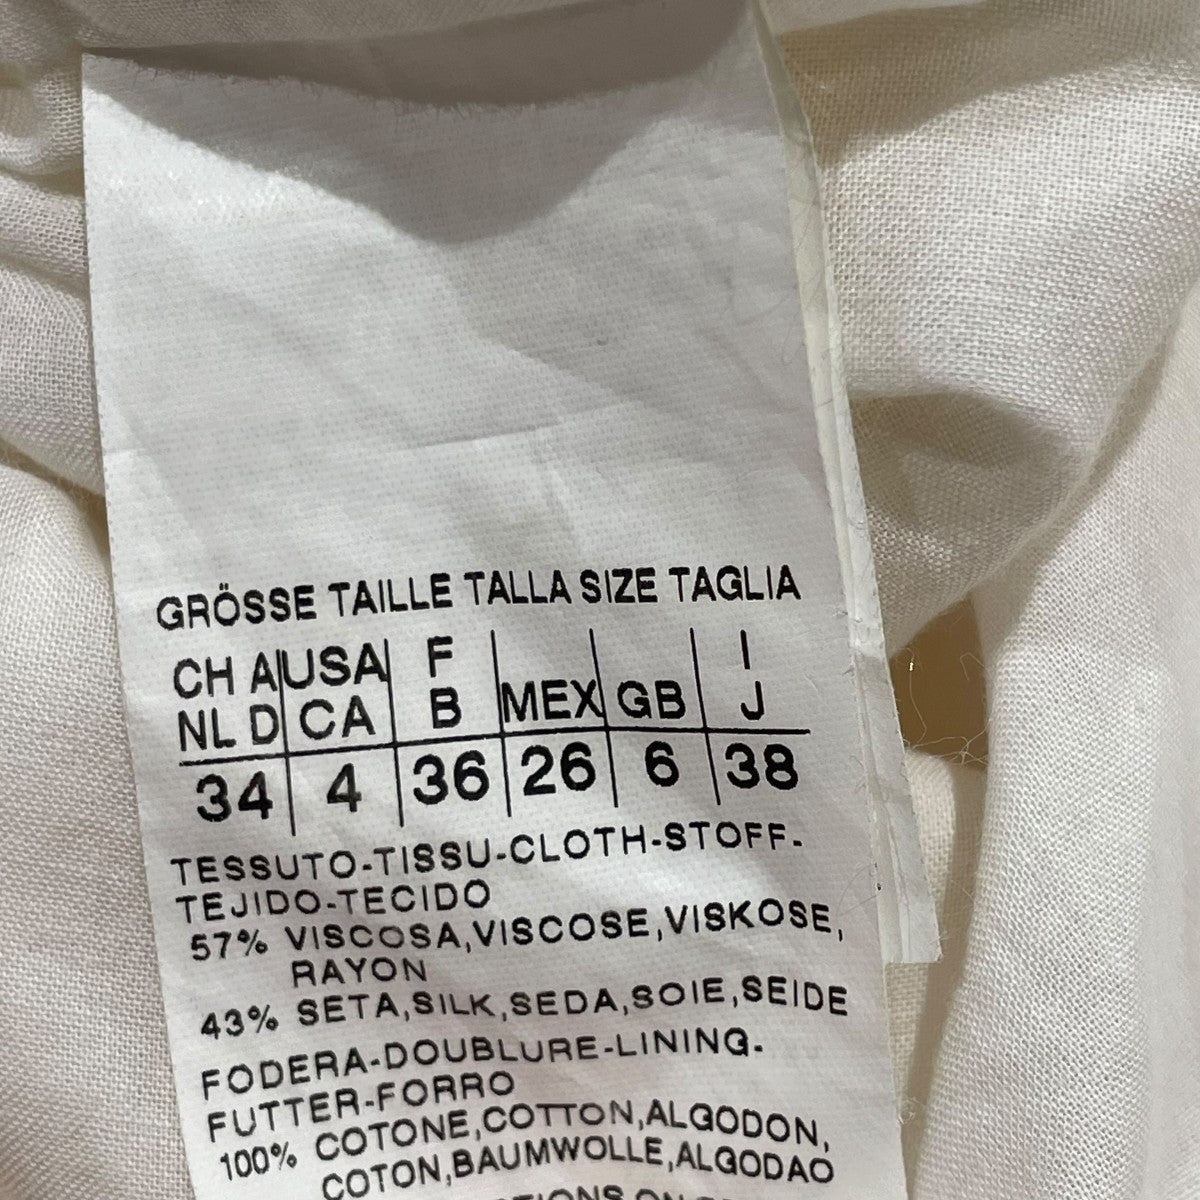 GRÖSSE TAILLE TALLA SIZE TAGLIA
CH A USA F I
NL D CA B MEX GB J
34 4 36 26 6 38
TESSUTO-TISSU-CLOTH-STOFF-
TEJIDO-TECIDO
57% VISCOSA,VISCOSE,VISKOSE,
RAYON
43% SETA,SILK,SEDA,SOIE,SEIDE
FODERA-DOUBLURE-LINING-
FUTTER-FORRO
100% COTONE,COTTON,ALGODON,
COTON,BAUMWOLLE,ALGODAO